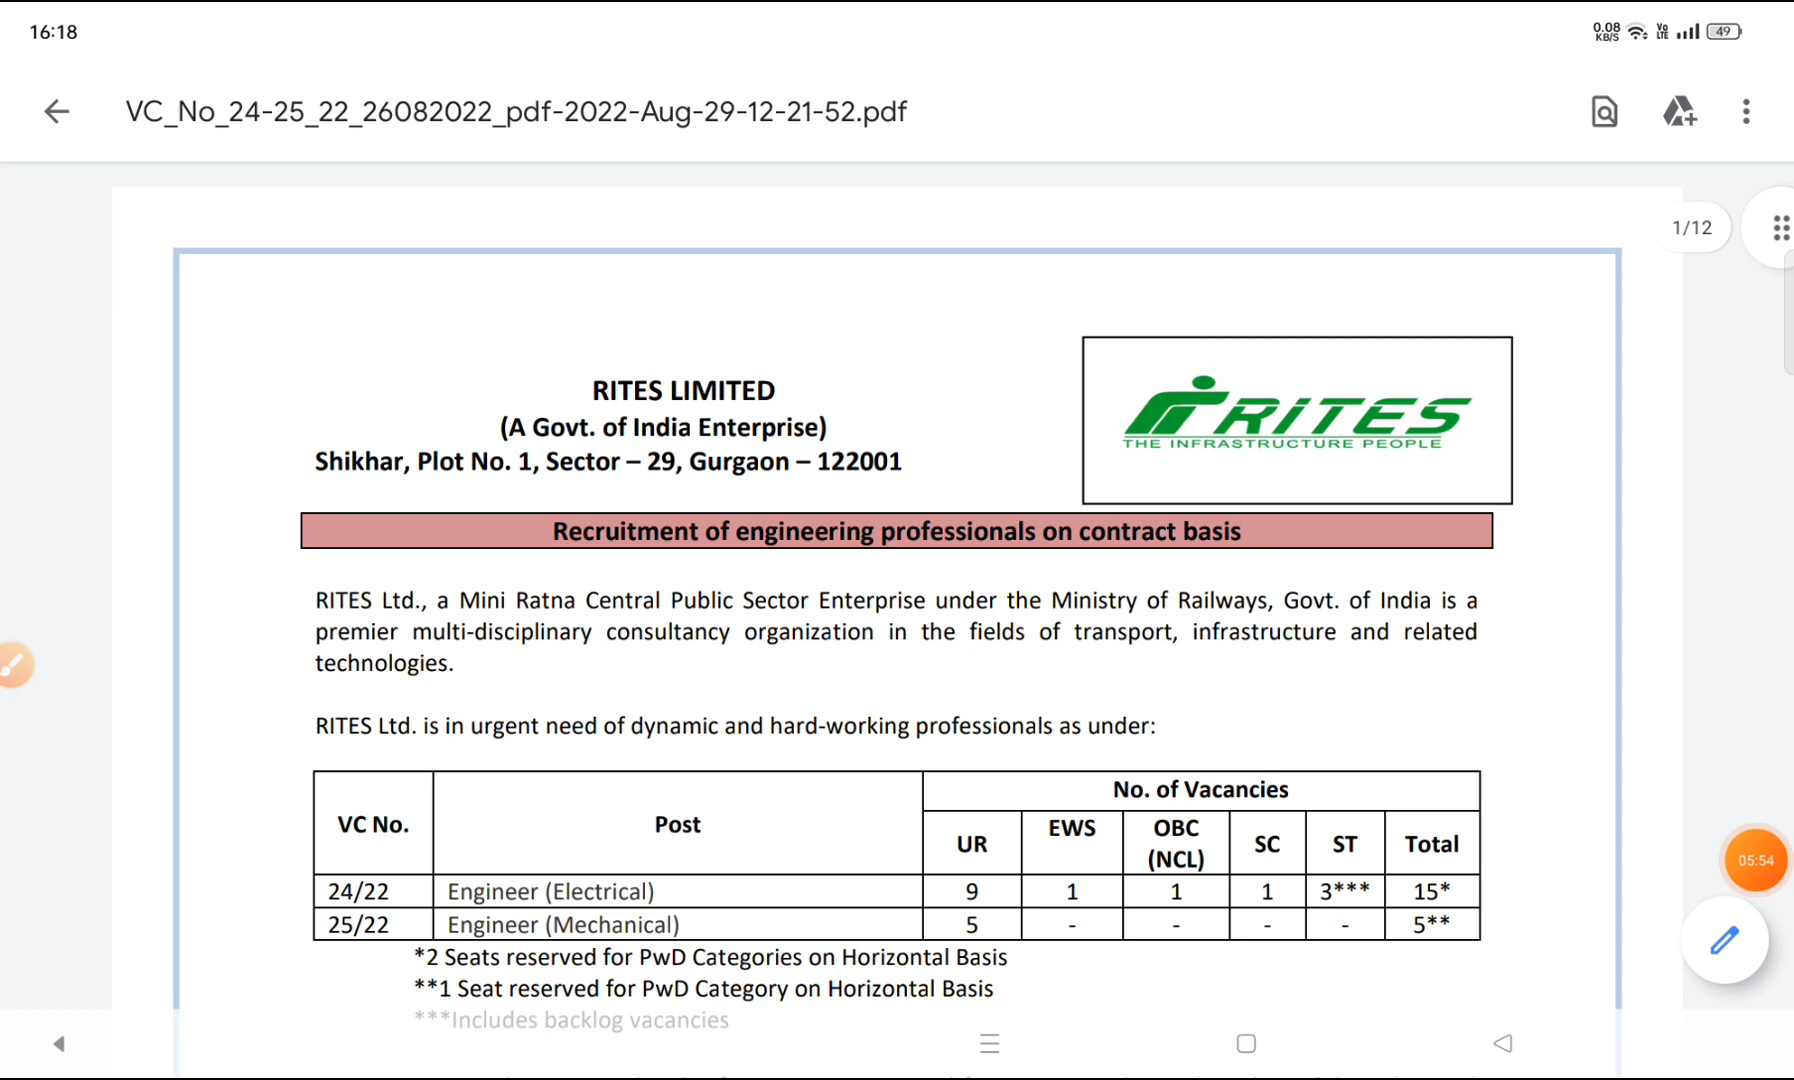 16:18
0.08 KB/S Vo LTE 49
VC_No_24-25_22_26082022_pdf-2022-Aug-29-12-21-52.pdf
1/12
RITES LIMITED
(A Govt. of India Enterprise)
Shikhar, Plot No. 1, Sector – 29, Gurgaon – 122001
RITES
THE INFRASTRUCTURE PEOPLE
Recruitment of engineering professionals on contract basis
RITES Ltd., a Mini Ratna Central Public Sector Enterprise under the Ministry of Railways, Govt. of India is a
premier multi-disciplinary consultancy organization in the fields of transport, infrastructure and related
technologies.
RITES Ltd. is in urgent need of dynamic and hard-working professionals as under:
VC No. Post No. of Vacancies
UR EWS OBC (NCL) SC ST Total
24/22 Engineer (Electrical) 9 1 1 1 3*** 15*
25/22 Engineer (Mechanical) 5 - - - - 5**
*2 Seats reserved for PwD Categories on Horizontal Basis
**1 Seat reserved for PwD Category on Horizontal Basis
***Includes backlog vacancies
05:54